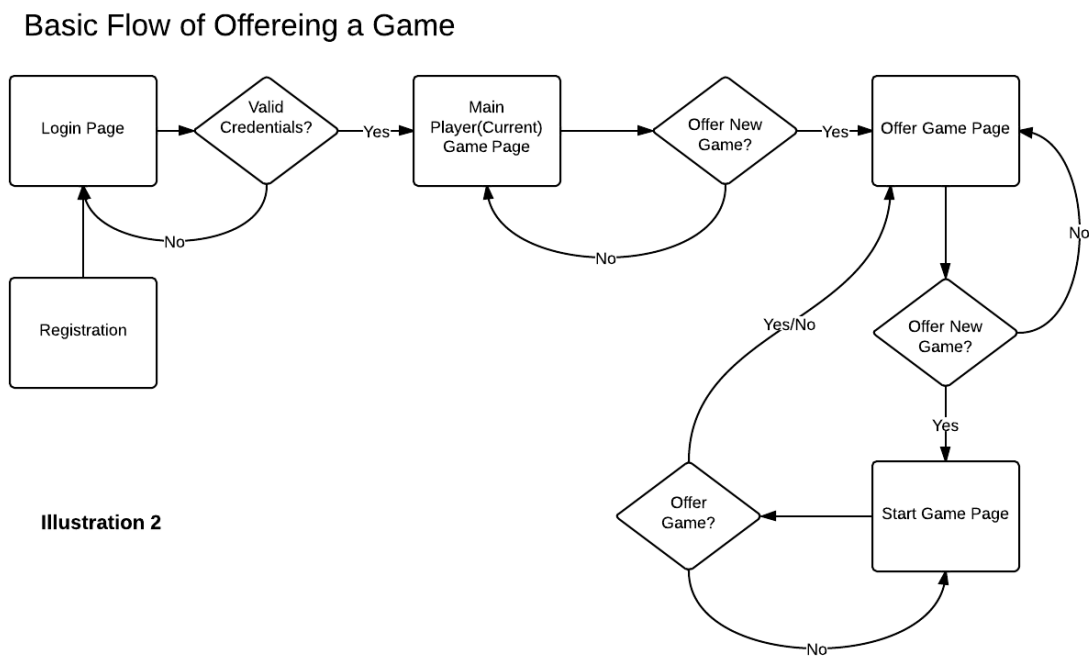 Basic Flow of Offereing a Game
Login Page
Valid
Credentials?
Yes
Main
Player(Current)
Game Page
Offer New
Game?
Yes
Offer Game Page
No
No
No
Registration
Yes/No
Offer New
Game?
Yes
Illustration 2
Offer
Game?
Start Game Page
No